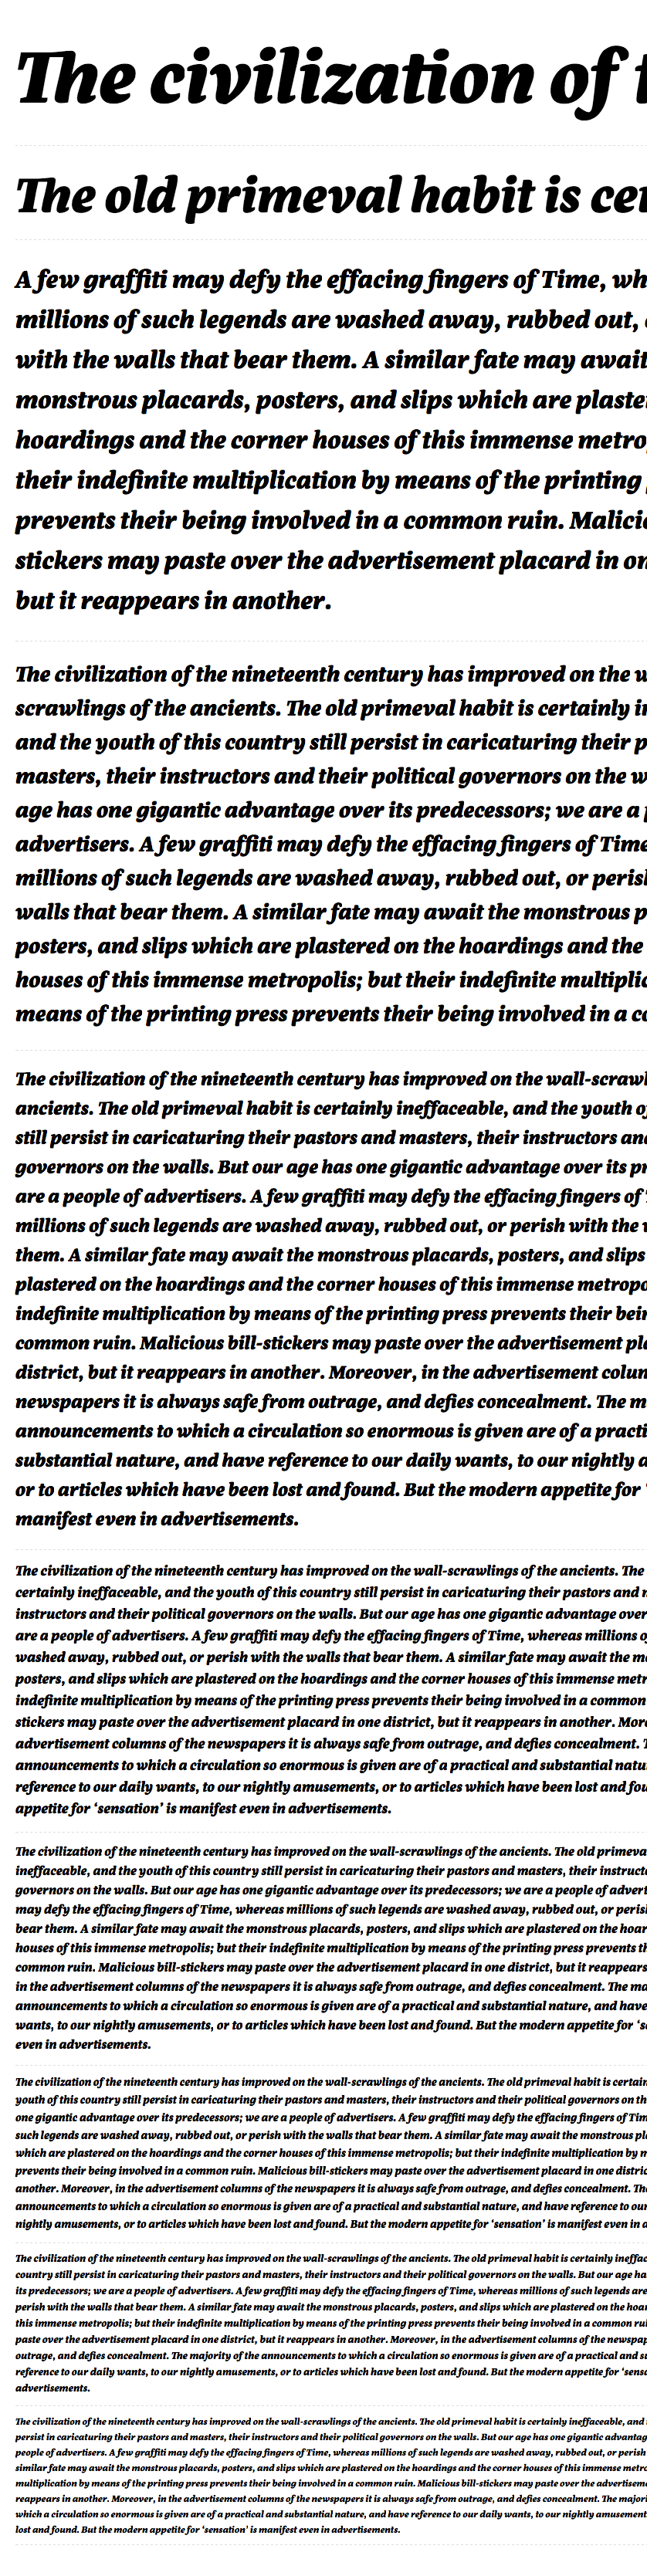 The civilization of
The old primeval habit is
A few graffiti may defy the effacing fingers of Time,
millions of such legends are washed away, rubbed out,
with the walls that bear them. A similar fate may await
monstrous placards, posters, and slips which are
hoardings and the corner houses of this immense
their indefinite multiplication by means of the printing
prevents their being involved in a common ruin.
stickers may paste over the advertisement placard in
but it reappears in another.
The civilization of the nineteenth century has improved on the
scrawlings of the ancients. The old primeval habit is certainly
and the youth of this country still persist in caricaturing their
masters, their instructors and their political governors on the
age has one gigantic advantage over its predecessors; we are a
advertisers. A few graffiti may defy the effacing fingers of Time
millions of such legends are washed away, rubbed out, or
walls that bear them. A similar fate may await the monstrous
posters, and slips which are plastered on the hoardings and the
houses of this immense metropolis; but their indefinite
means of the printing press prevents their being involved in a
The civilization of the nineteenth century has improved on the
ancients. The old primeval habit is certainly ineffaceable, and the youth
still persist in caricaturing their pastors and masters, their instructors
governors on the walls. But our age has one gigantic advantage over its
are a people of advertisers. A few graffiti may defy the effacing fingers of
millions of such legends are washed away, rubbed out, or perish with the
them. A similar fate may await the monstrous placards, posters, and slips
plastered on the hoardings and the corner houses of this immense
indefinite multiplication by means of the printing press prevents their
common ruin. Malicious bill-stickers may paste over the advertisement
district, but it reappears in another. Moreover, in the advertisement
newspapers it is always safe from outrage, and defies concealment. The
announcements to which a circulation so enormous is given are of a
substantial nature, and have reference to our daily wants, to our nightly
or to articles which have been lost and found. But the modern appetite for
manifest even in advertisements.
The civilization of the nineteenth century has improved on the wall-scrawlings of the ancients. The
certainly ineffaceable, and the youth of this country still persist in caricaturing their pastors and
instructors and their political governors on the walls. But our age has one gigantic advantage over
are a people of advertisers. A few graffiti may defy the effacing fingers of Time, whereas millions
washed away, rubbed out, or perish with the walls that bear them. A similar fate may await the
posters, and slips which are plastered on the hoardings and the corner houses of this immense
indefinite multiplication by means of the printing press prevents their being involved in a common
stickers may paste over the advertisement placard in one district, but it reappears in another.
advertisement columns of the newspapers it is always safe from outrage, and defies concealment.
announcements to which a circulation so enormous is given are of a practical and substantial
reference to our daily wants, to our nightly amusements, or to articles which have been lost and
appetite for ‘sensation’ is manifest even in advertisements.
The civilization of the nineteenth century has improved on the wall-scrawlings of the ancients. The old
ineffaceable, and the youth of this country still persist in caricaturing their pastors and masters, their
governors on the walls. But our age has one gigantic advantage over its predecessors; we are a people of
may defy the effacing fingers of Time, whereas millions of such legends are washed away, rubbed out, or
bear them. A similar fate may await the monstrous placards, posters, and slips which are plastered on the
houses of this immense metropolis; but their indefinite multiplication by means of the printing press prevents
common ruin. Malicious bill-stickers may paste over the advertisement placard in one district, but it reappears
in the advertisement columns of the newspapers it is always safe from outrage, and defies concealment. The
announcements to which a circulation so enormous is given are of a practical and substantial nature, and have
wants, to our nightly amusements, or to articles which have been lost and found. But the modern appetite for
even in advertisements.
The civilization of the nineteenth century has improved on the wall-scrawlings of the ancients. The old primeval habit is
youth of this country still persist in caricaturing their pastors and masters, their instructors and their political governors on
one gigantic advantage over its predecessors; we are a people of advertisers. A few graffiti may defy the effacing fingers of
such legends are washed away, rubbed out, or perish with the walls that bear them. A similar fate may await the monstrous
which are plastered on the hoardings and the corner houses of this immense metropolis; but their indefinite multiplication by
prevents their being involved in a common ruin. Malicious bill-stickers may paste over the advertisement placard in one
another. Moreover, in the advertisement columns of the newspapers it is always safe from outrage, and defies concealment.
announcements to which a circulation so enormous is given are of a practical and substantial nature, and have reference to our
nightly amusements, or to articles which have been lost and found. But the modern appetite for ‘sensation’ is manifest even in
The civilization of the nineteenth century has improved on the wall-scrawlings of the ancients. The old primeval habit is certainly
country still persist in caricaturing their pastors and masters, their instructors and their political governors on the walls. But our age
its predecessors; we are a people of advertisers. A few graffiti may defy the effacing fingers of Time, whereas millions of such legends are
perish with the walls that bear them. A similar fate may await the monstrous placards, posters, and slips which are plastered on the
this immense metropolis; but their indefinite multiplication by means of the printing press prevents their being involved in a common
paste over the advertisement placard in one district, but it reappears in another. Moreover, in the advertisement columns of the
outrage, and defies concealment. The majority of the announcements to which a circulation so enormous is given are of a practical and
reference to our daily wants, to our nightly amusements, or to articles which have been lost and found. But the modern appetite for
advertisements.
The civilization of the nineteenth century has improved on the wall-scrawlings of the ancients. The old primeval habit is certainly ineffaceable, and
persist in caricaturing their pastors and masters, their instructors and their political governors on the walls. But our age has one gigantic
people of advertisers. A few graffiti may defy the effacing fingers of Time, whereas millions of such legends are washed away, rubbed out, or perish
similar fate may await the monstrous placards, posters, and slips which are plastered on the hoardings and the corner houses of this immense
multiplication by means of the printing press prevents their being involved in a common ruin. Malicious bill-stickers may paste over the
reappears in another. Moreover, in the advertisement columns of the newspapers it is always safe from outrage, and defies concealment. The
which a circulation so enormous is given are of a practical and substantial nature, and have reference to our daily wants, to our nightly
lost and found. But the modern appetite for ‘sensation’ is manifest even in advertisements.